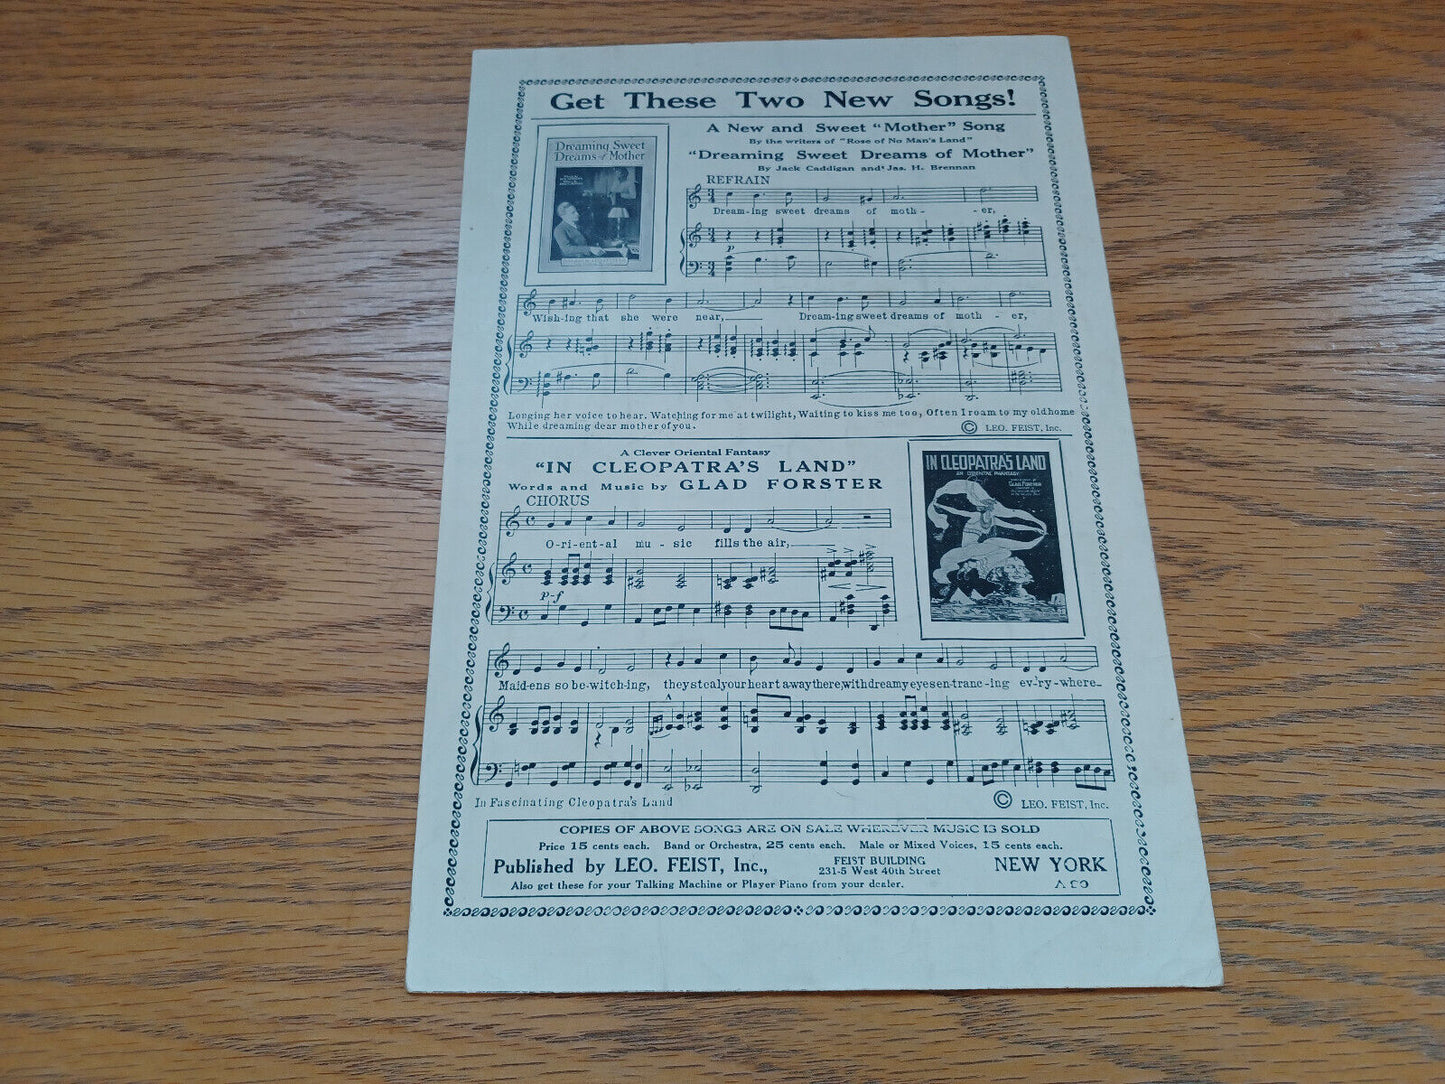 Get These Two New Songs!
Dreaming Sweet
Dreams of Mother
A New and Sweet "Mother" Song
By the writers of "Rose of No Man's Land"
"Dreaming Sweet Dreams of Mother"
By Jack Caddigan and Jas. H. Brennan
REFRAIN
Dream-ing sweet dreams of moth- - er,
p
Wish-ing that she were near, Dream-ing sweet dreams of moth - er,
Longing her voice to hear. Watching for me at twilight, Waiting to kiss me too, Often I roam to my old home
While dreaming dear mother of you.
© LEO. FEIST, Inc.
A Clever Oriental Fantasy
"IN CLEOPATRA'S LAND"
Words and Music by GLAD FORSTER
IN CLEOPATRA'S LAND
AN ORIENTAL PHANTASY
GLAD FORSTER
CHORUS
O-ri-ent-al mu - sic fills the air,
p-f
Maid-ens so be-witch-ing, they steal your heart away there, with dreamy eyes en-tranc-ing ev-'ry-where
In Fascinating Cleopatra's Land
© LEO. FEIST, Inc.
COPIES OF ABOVE SONGS ARE ON SALE WHEREVER MUSIC IS SOLD
Price 15 cents each. Band or Orchestra, 25 cents each. Male or Mixed Voices, 15 cents each.
Published by LEO. FEIST, Inc., FEIST BUILDING NEW YORK
231-5 West 40th Street
Also get these for your Talking Machine or Player Piano from your dealer.